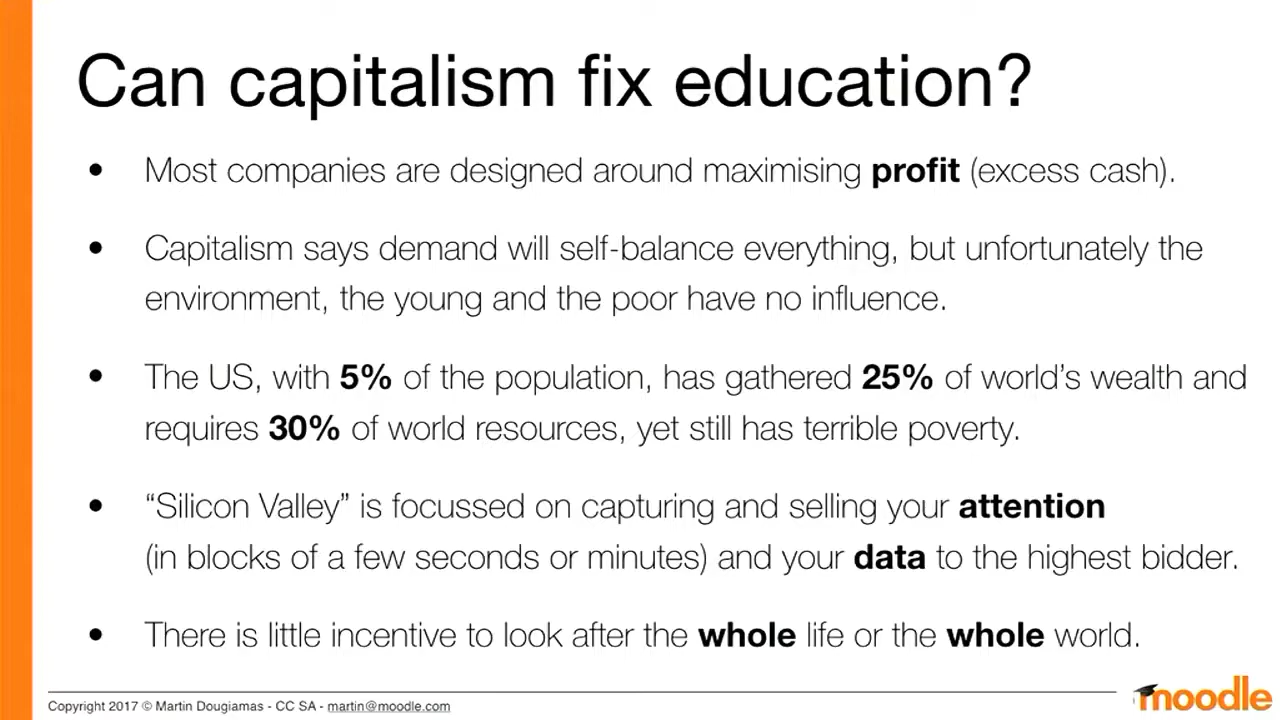 Can capitalism fix education?
• Most companies are designed around maximising profit (excess cash).
• Capitalism says demand will self-balance everything, but unfortunately the
environment, the young and the poor have no influence.
• The US, with 5% of the population, has gathered 25% of world’s wealth and
requires 30% of world resources, yet still has terrible poverty.
• “Silicon Valley” is focussed on capturing and selling your attention
(in blocks of a few seconds or minutes) and your data to the highest bidder.
• There is little incentive to look after the whole life or the whole world.
Copyright 2017 © Martin Dougiamas - CC SA - martin@moodle.com
moodle